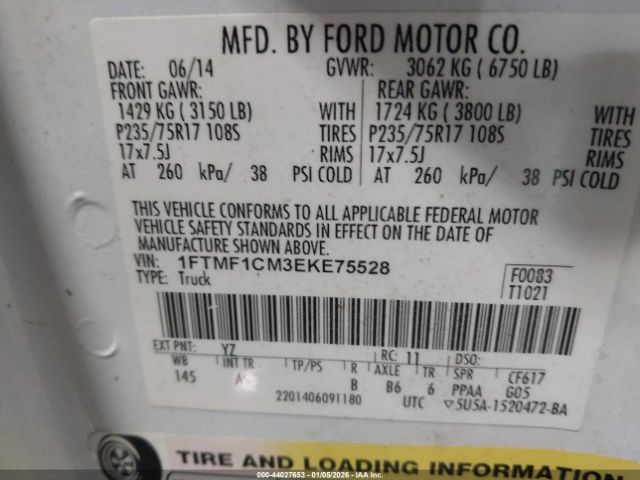 MFD. BY FORD MOTOR CO.
DATE: 06/14 GVWR: 3062 KG ( 6750 LB)
FRONT GAWR: REAR GAWR:
1429 KG ( 3150 LB) WITH 1724 KG ( 3800 LB) WITH
P235/75R17 108S TIRES P235/75R17 108S TIRES
17x7.5J RIMS 17x7.5J RIMS
AT 260 kPa/ 38 PSI COLD AT 260 kPa/ 38 PSI COLD
THIS VEHICLE CONFORMS TO ALL APPLICABLE FEDERAL MOTOR
VEHICLE SAFETY STANDARDS IN EFFECT ON THE DATE OF
MANUFACTURE SHOWN ABOVE.
VIN: 1FTMF1CM3EKE75528
TYPE: Truck
F0083
T1021
EXT PNT: YZ RC: 11 DSO:
WB INT TR TP/PS R AXLE TR SPR CF617
145 B B6 6 PPAA G05
2201406091180 UTC ▽5U5A-1520472-BA
TIRE AND LOADING INFORMATION
000-44027653 - 01/05/2026 - IAAI.COM